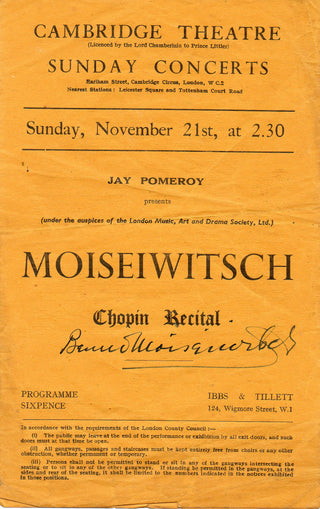 CAMBRIDGE THEATRE
(Licenced by the Lord Chamberlain to Prince Littler)
SUNDAY CONCERTS
Earlham Street, Cambridge Circus, London, W C.2
Nearest Stations: Leicester Square and Tottenham Court Road
Sunday, November 21st, at 2.30
JAY POMEROY
presents
(under the auspices of the London Music, Art and Drama Society, Ltd.)
MOISEIWITSCH
Chopin Recital
Benno Moiseiwitsch
PROGRAMME
SIXPENCE
IBBS & TILLETT
124, Wigmore Street, W.1
In accordance with the requirements of the London County Council:—
(i) The public may leave at the end of the performance or exhibition by all exit doors, and such
doors must at that time be open.
(ii) All gangways, passages and staircases must be kept entirely free from chairs or any other
obstruction, whether permanent or temporary.
(iii) Persons shall not be permitted to stand or sit in any of the gangways intersecting the
seating or to sit in any of the other gangways. If standing be permitted in the gangways, at the
sides and rear of the seating, it shall be limited to the numbers indicated in the notices exhibited
in those positions.